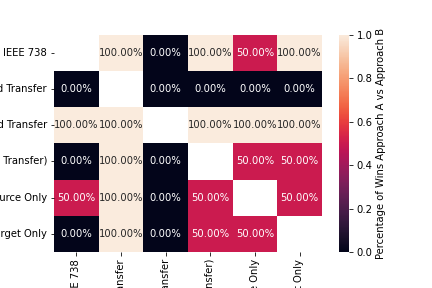 IEEE 738 100.00% 0.00% 100.00% 50.00% 100.00%
d Transfer 0.00% 0.00% 0.00% 0.00% 0.00%
d Transfer 100.00% 100.00% 100.00% 100.00% 100.00%
Transfer) 0.00% 100.00% 0.00% 50.00% 50.00%
urce Only 50.00% 100.00% 0.00% 50.00% 50.00%
rget Only 0.00% 100.00% 0.00% 50.00% 50.00%
E 738
ansfer
ansfer
ansfer)
e Only
t Only
1.0
0.8
0.6
0.4
0.2
0.0
Percentage of Wins Approach A vs Approach B